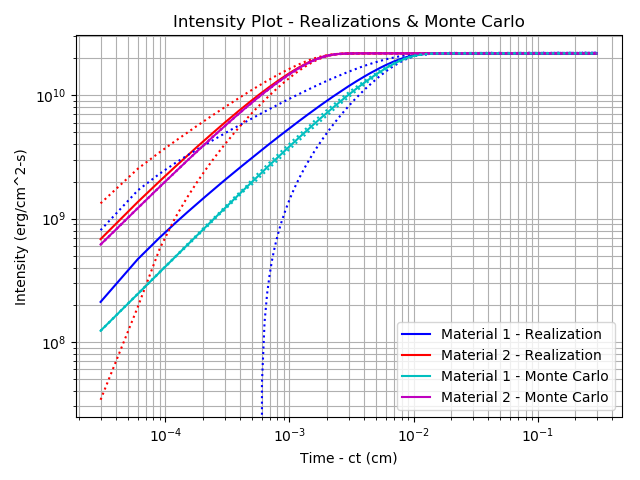 Intensity Plot - Realizations & Monte Carlo
Intensity (erg/cm^2-s)
10^10
10^9
10^8
10^-4
10^-3
10^-2
10^-1
Time - ct (cm)
Material 1 - Realization
Material 2 - Realization
Material 1 - Monte Carlo
Material 2 - Monte Carlo